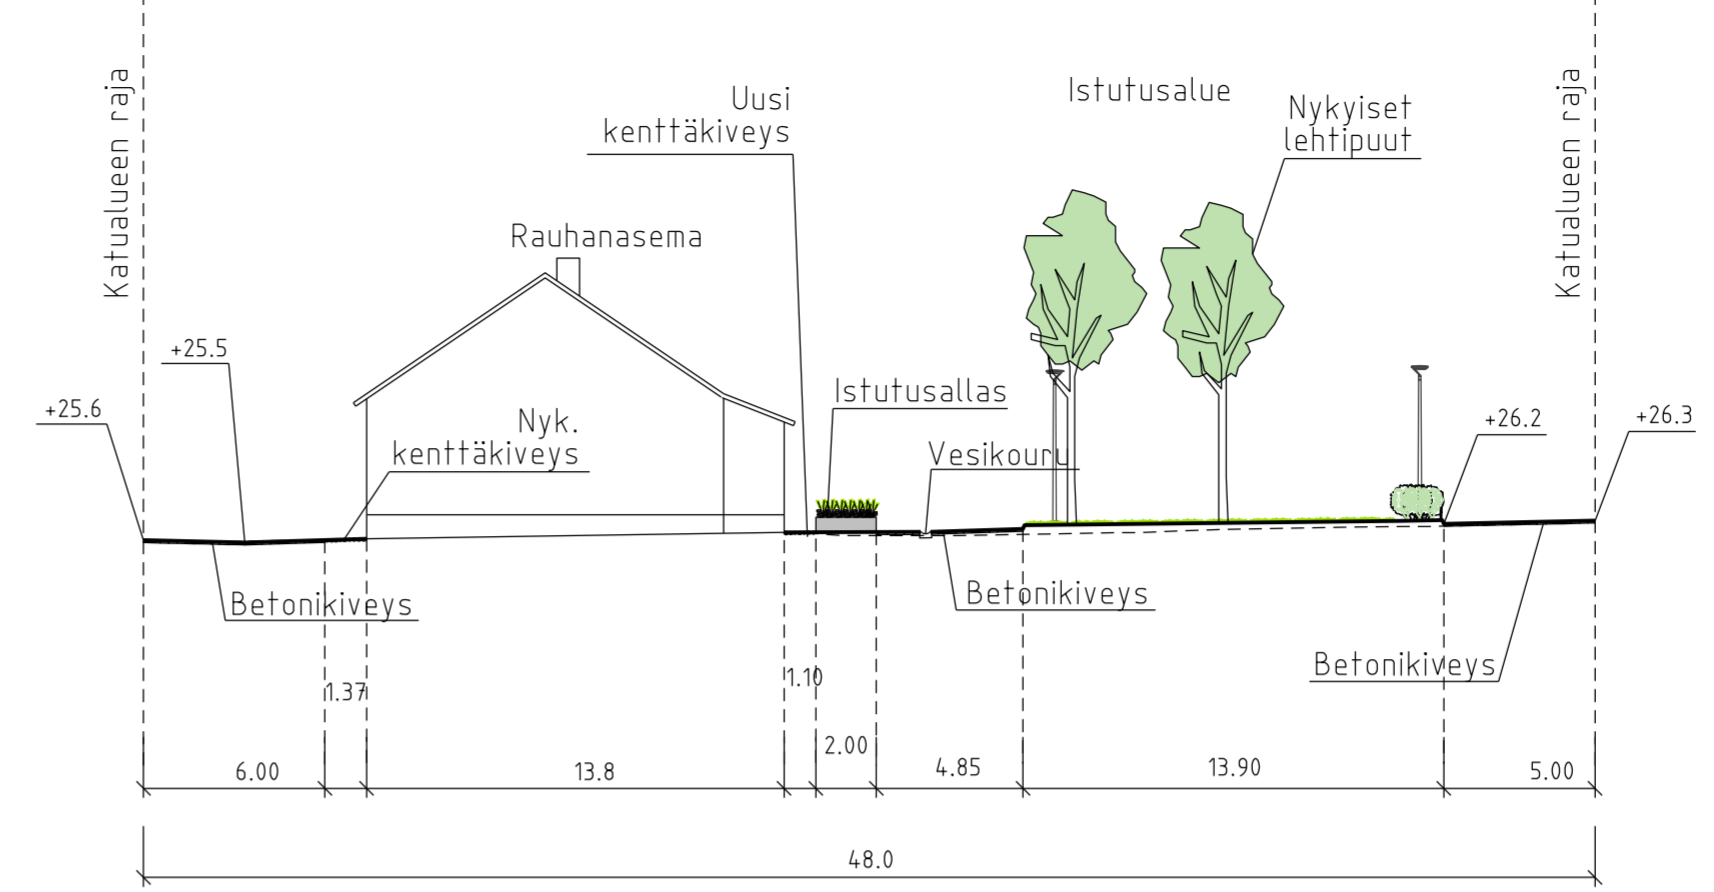 Katualueen raja
Uusi
kenttäkiveys
Istutusalue
Nykyiset
lehtipuut
Katualueen raja
Rauhanasema
+25.5
+25.6
Nyk.
kenttäkiveys
Istutusallas
Vesikouru
+26.2
+26.3
Betonikiveys
Betonikiveys
Betonikiveys
1.37
1.10
2.00
6.00
13.8
4.85
13.90
5.00
48.0